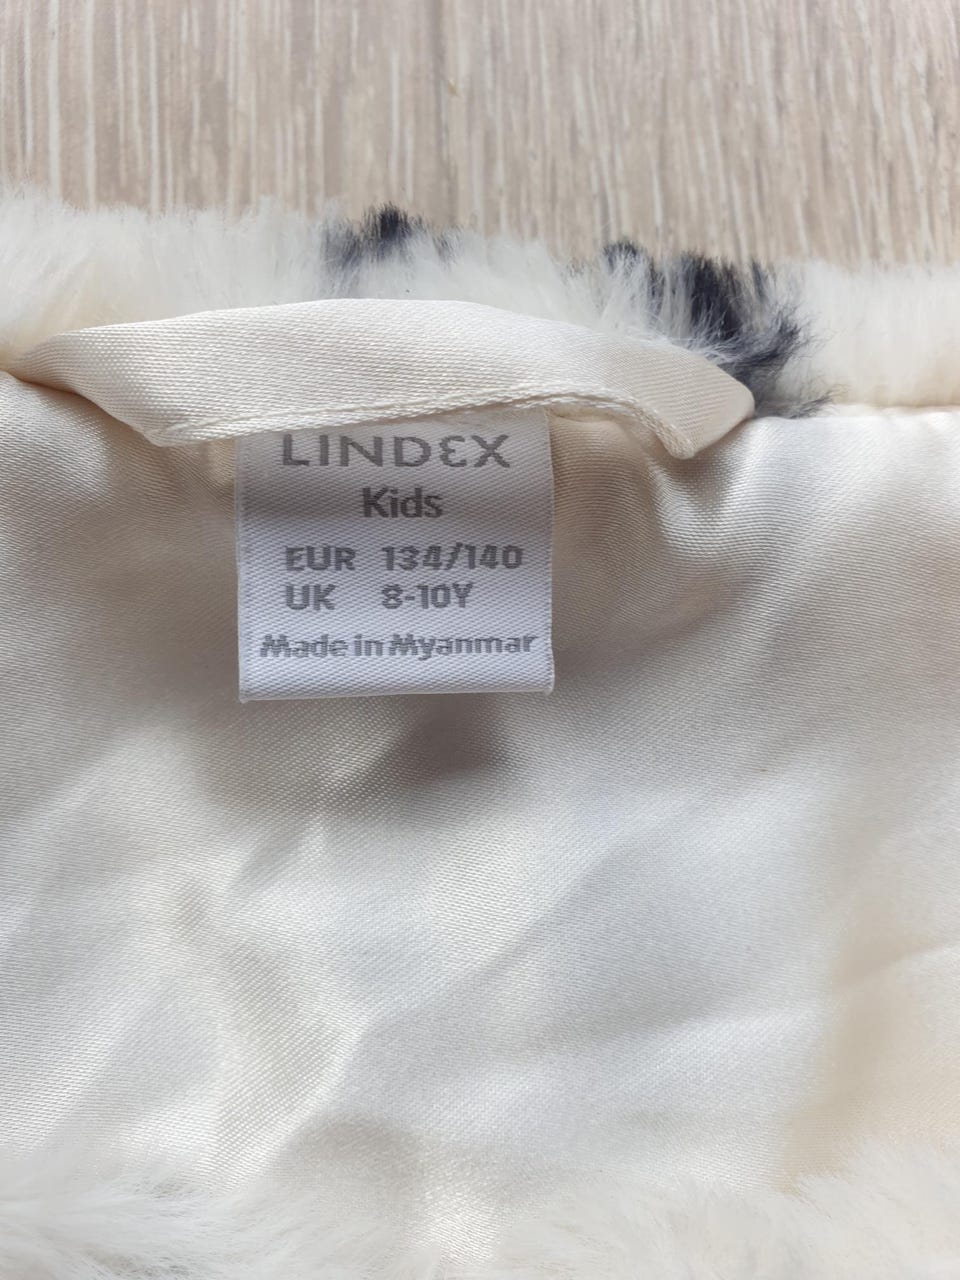 LINDEX
Kids
EUR 134/140
UK 8-10Y
Made in Myanmar